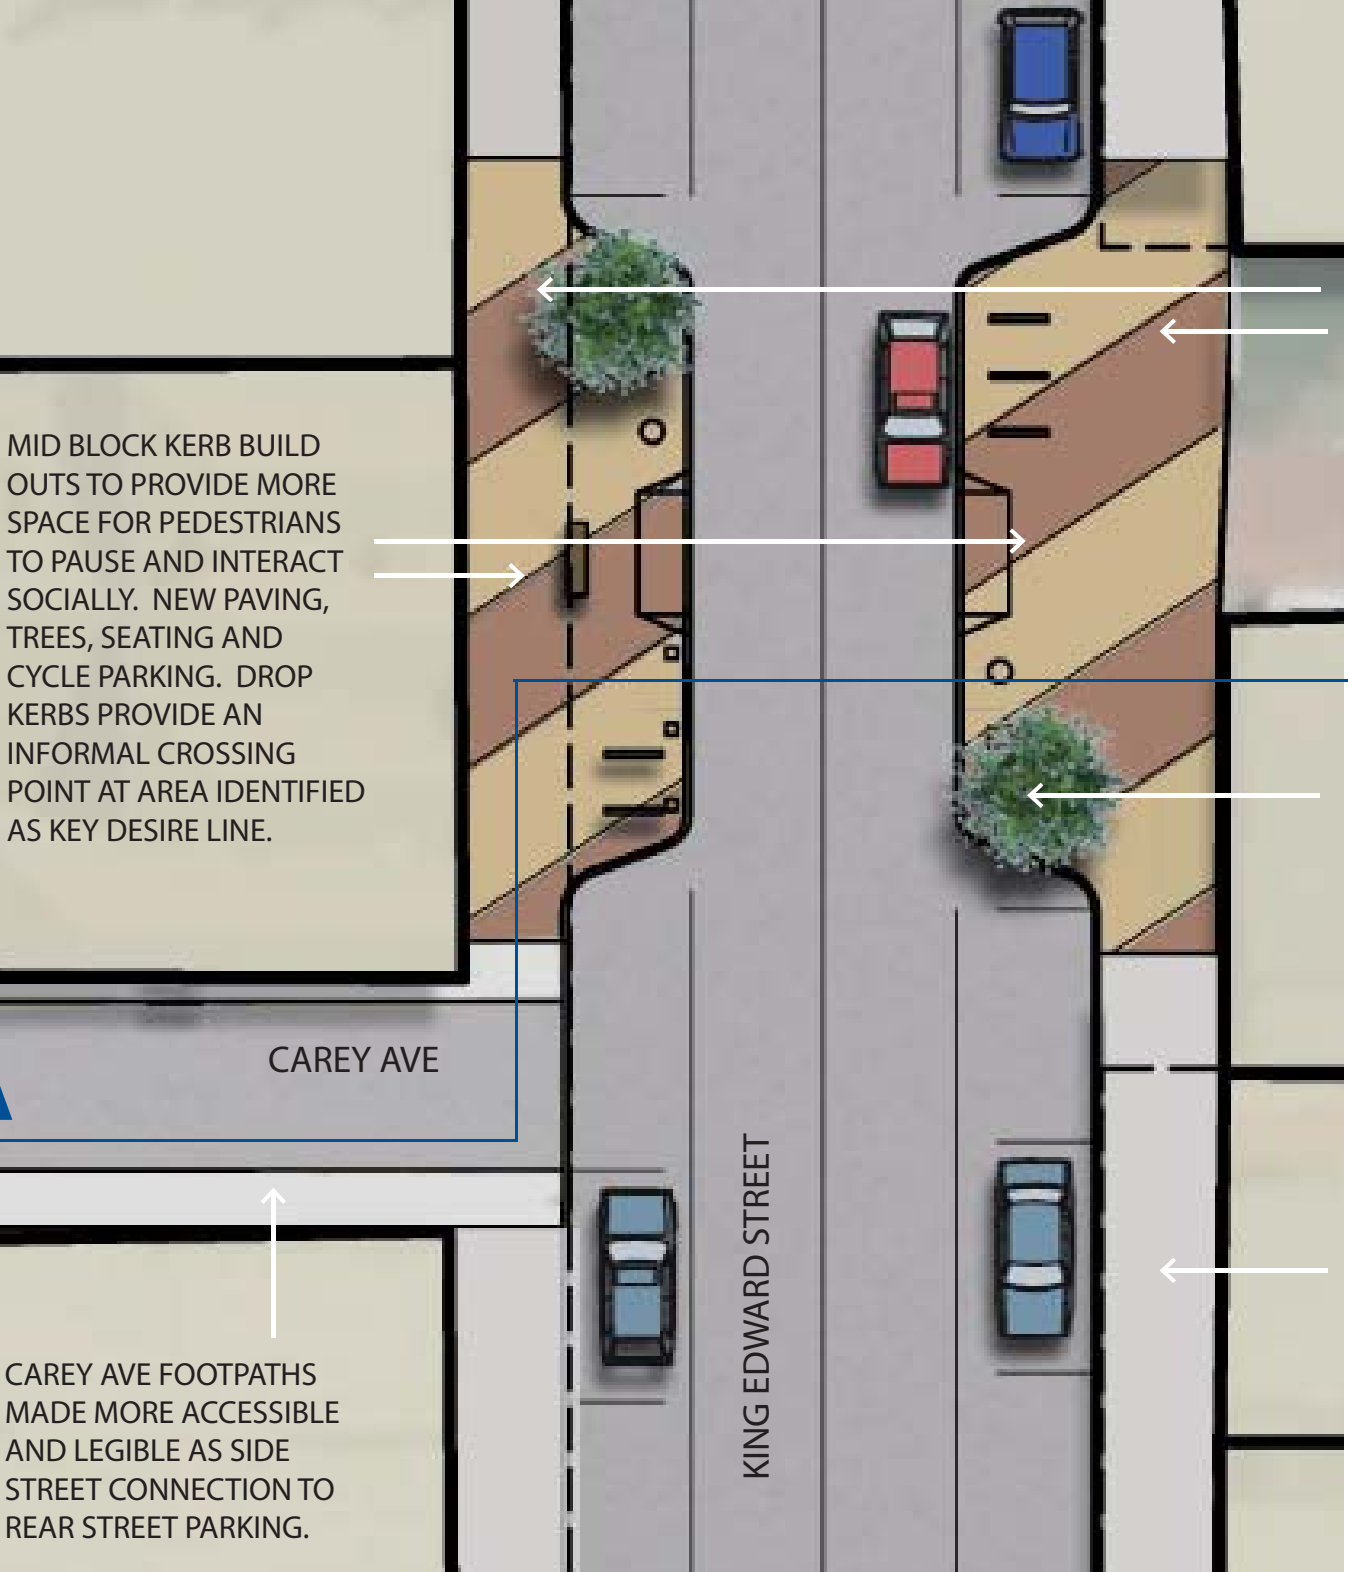 MID BLOCK KERB BUILD
OUTS TO PROVIDE MORE
SPACE FOR PEDESTRIANS
TO PAUSE AND INTERACT
SOCIALLY.  NEW PAVING,
TREES, SEATING AND
CYCLE PARKING.  DROP
KERBS PROVIDE AN
INFORMAL CROSSING
POINT AT AREA IDENTIFIED
AS KEY DESIRE LINE.
CAREY AVE
KING EDWARD STREET
CAREY AVE FOOTPATHS
MADE MORE ACCESSIBLE
AND LEGIBLE AS SIDE
STREET CONNECTION TO
REAR STREET PARKING.